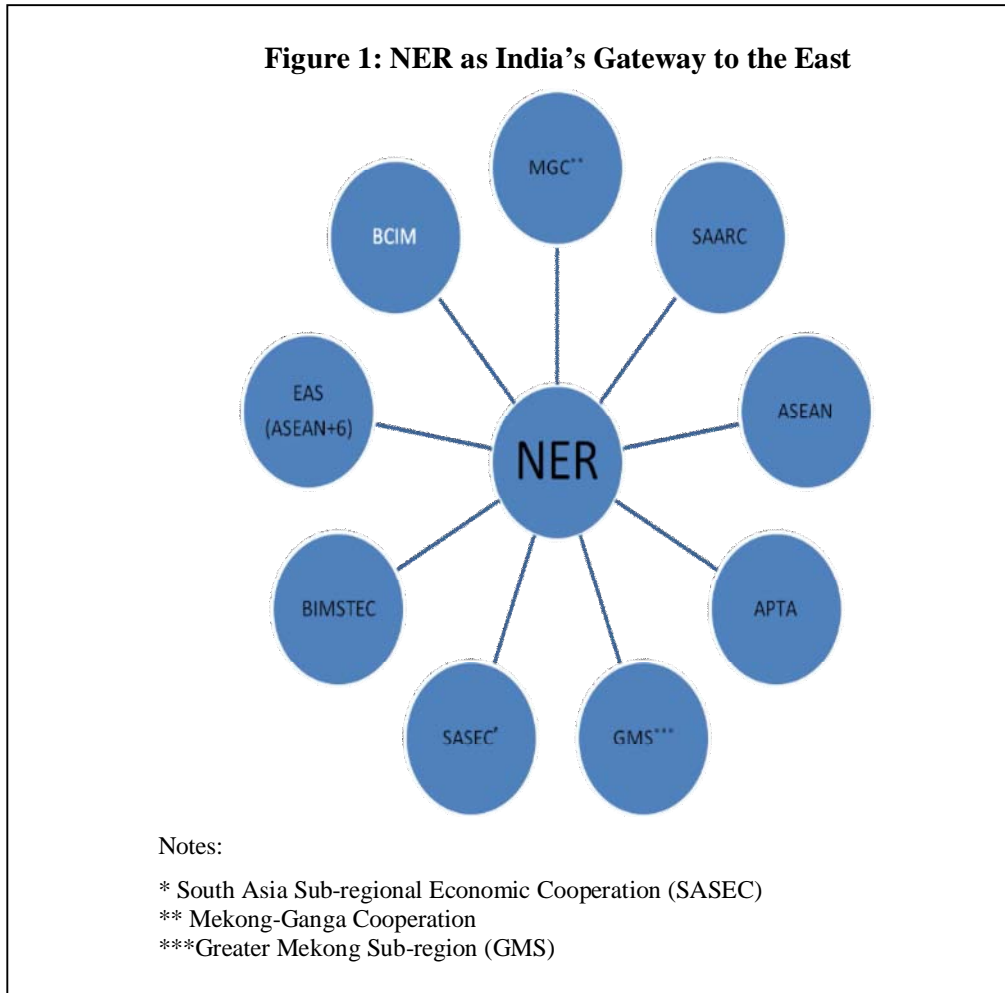 Figure 1: NER as India’s Gateway to the East
MGC**
BCIM
SAARC
EAS
(ASEAN+6)
ASEAN
NER
BIMSTEC
APTA
SASEC*
GMS***
Notes:
* South Asia Sub-regional Economic Cooperation (SASEC)
** Mekong-Ganga Cooperation
***Greater Mekong Sub-region (GMS)